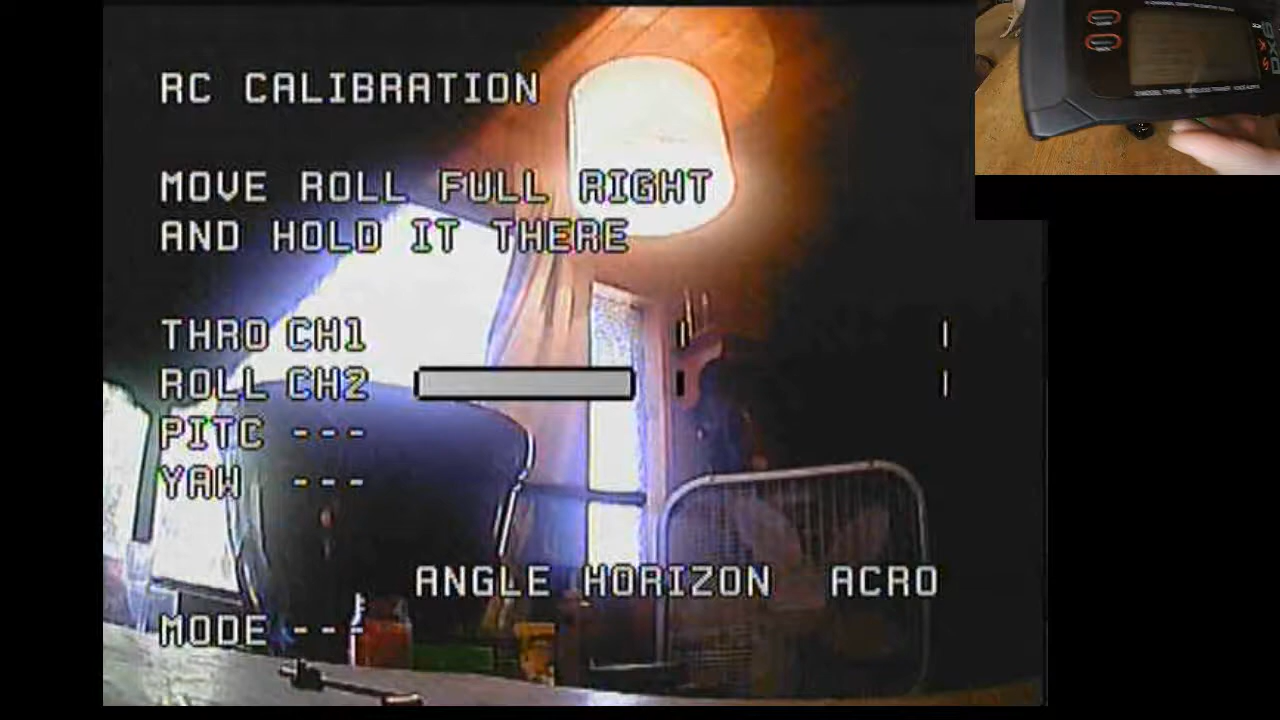 RC CALIBRATION
MOVE ROLL FULL RIGHT
AND HOLD IT THERE
THRO CH1
ROLL CH2
PITC ---
YAW ---
ANGLE HORIZON ACRO
MODE ---